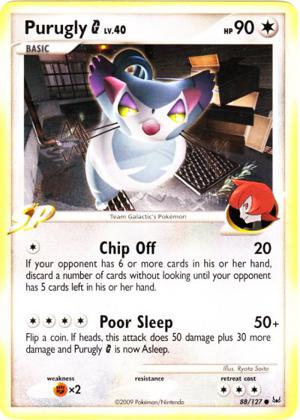 Purugly G LV.40 HP 90
BASIC
SP
Team Galactic's Pokémon
Chip Off 20
If your opponent has 6 or more cards in his or her hand,
discard a number of cards without looking until your opponent
has 5 cards left in his or her hand.
Poor Sleep 50+
Flip a coin. If heads, this attack does 50 damage plus 30 more
damage and Purugly G is now Asleep.
Illus. Ryota Saito
weakness resistance retreat cost
×2
©2009 Pokémon/Nintendo 88/127